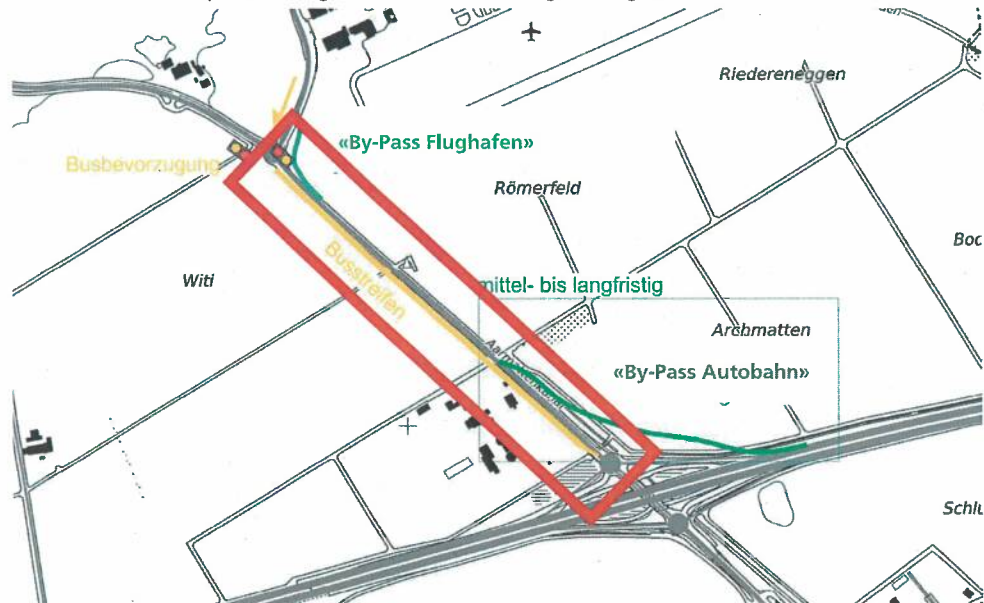 Riedereneggen
«By-Pass Flughafen»
Busbevorzugung
Römerfeld
Witi
Busstreifen
mittel- bis langfristig
Archmatten
«By-Pass Autobahn»